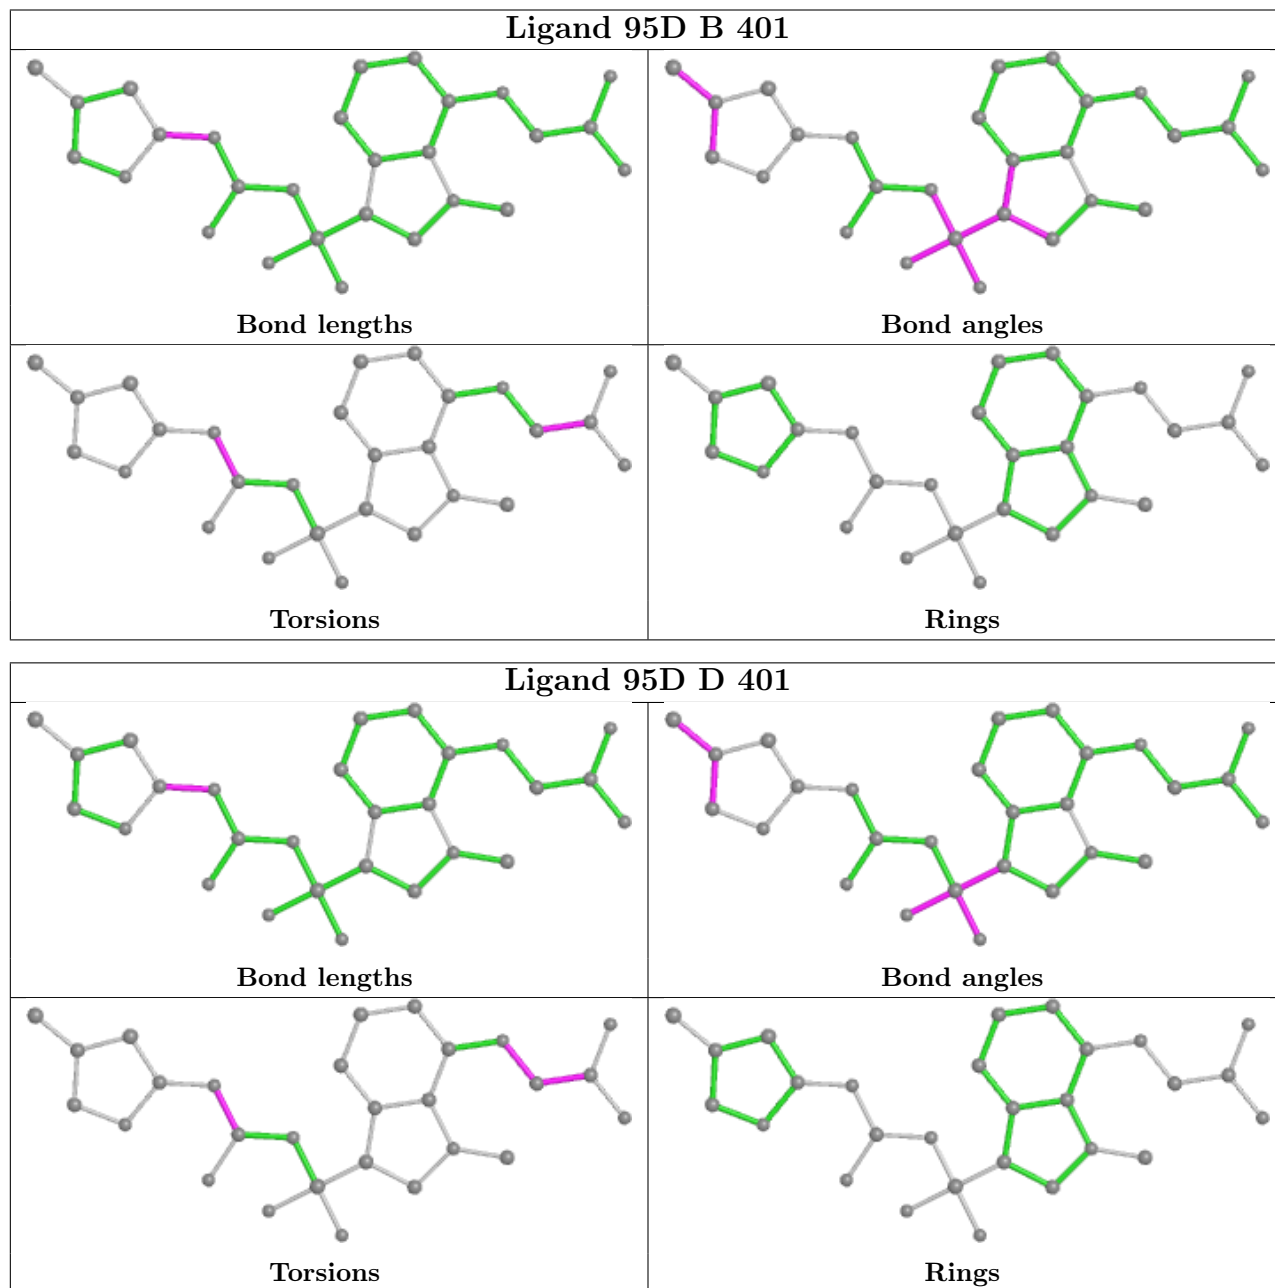 Ligand 95D B 401
Bond lengths
Bond angles
Torsions
Rings
Ligand 95D D 401
Bond lengths
Bond angles
Torsions
Rings